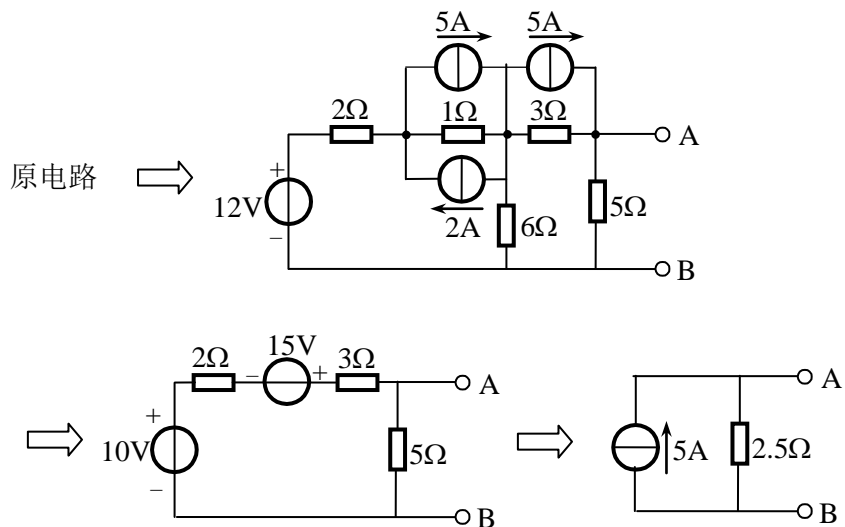 5A 5A
2Ω 1Ω 3Ω
A
原电路
+
12V
−
2A 6Ω 5Ω
B
2Ω − 15V + 3Ω
A A
+
10V 5Ω 5A 2.5Ω
−
B B